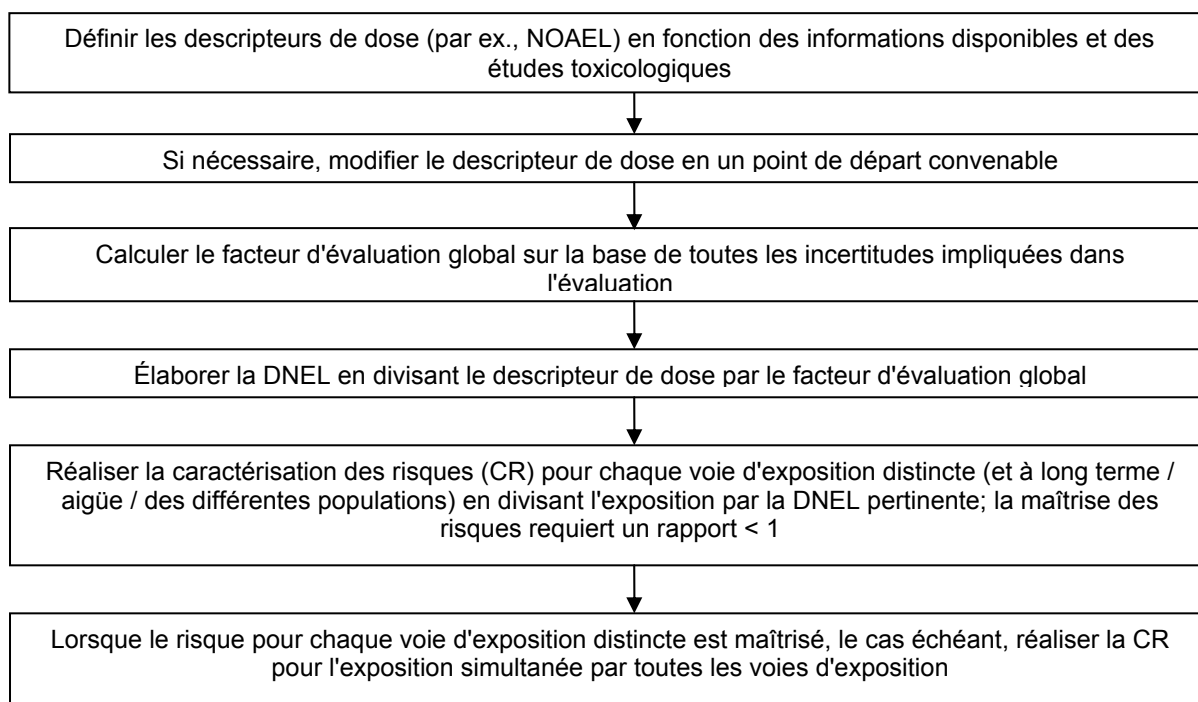 Définir les descripteurs de dose (par ex., NOAEL) en fonction des informations disponibles et des
études toxicologiques
Si nécessaire, modifier le descripteur de dose en un point de départ convenable
Calculer le facteur d'évaluation global sur la base de toutes les incertitudes impliquées dans
l'évaluation
Élaborer la DNEL en divisant le descripteur de dose par le facteur d'évaluation global
Réaliser la caractérisation des risques (CR) pour chaque voie d'exposition distincte (et à long terme /
aigüe / des différentes populations) en divisant l'exposition par la DNEL pertinente; la maîtrise des
risques requiert un rapport < 1
Lorsque le risque pour chaque voie d'exposition distincte est maîtrisé, le cas échéant, réaliser la CR
pour l'exposition simultanée par toutes les voies d'exposition